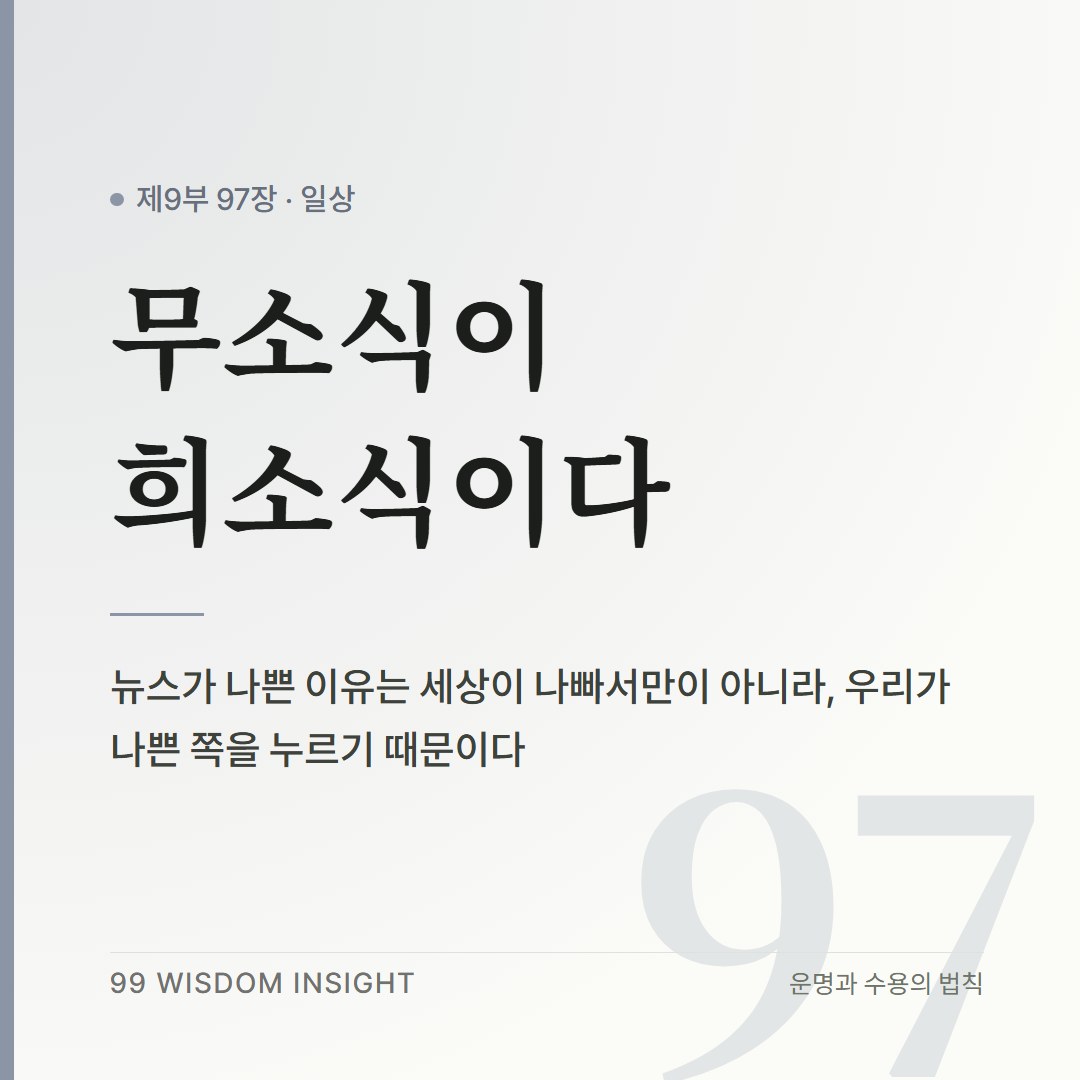 제9부 97장 · 일상
무소식이
희소식이다
뉴스가 나쁜 이유는 세상이 나빠서만이 아니라, 우리가
나쁜 쪽을 누르기 때문이다
97
99 WISDOM INSIGHT
운명과 수용의 법칙